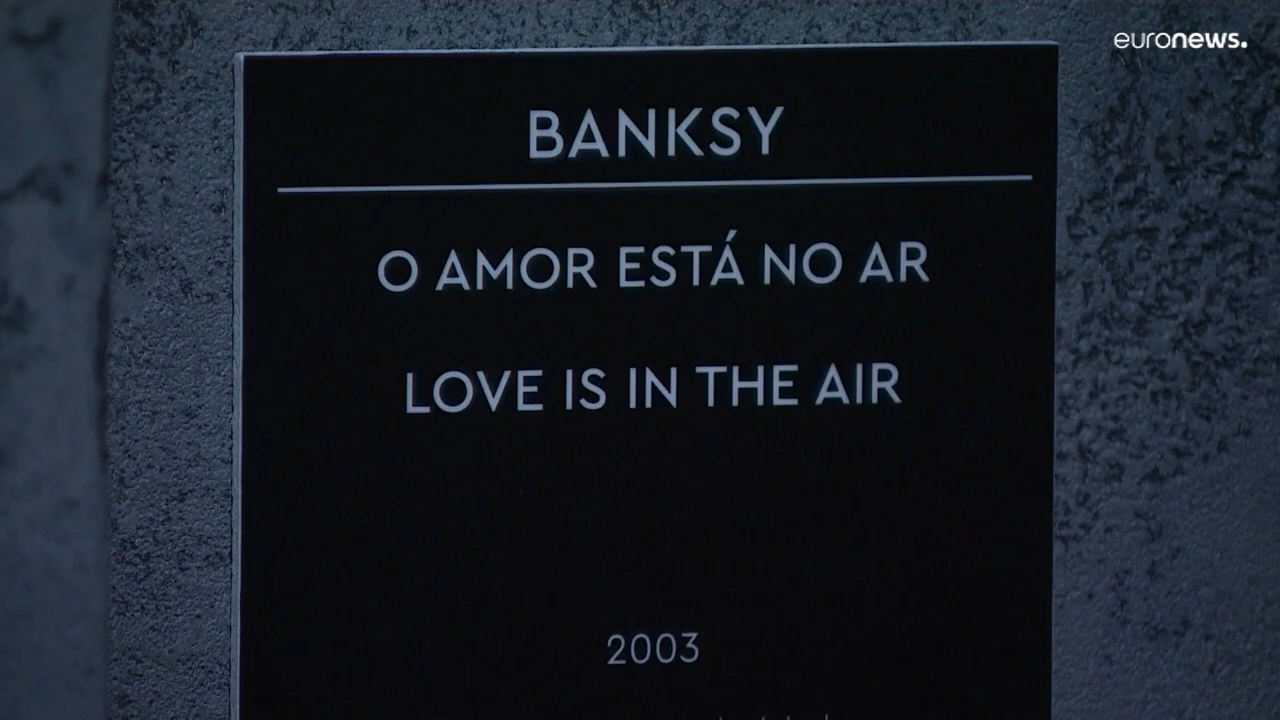 euronews.
BANKSY
O AMOR ESTÁ NO AR
LOVE IS IN THE AIR
2003